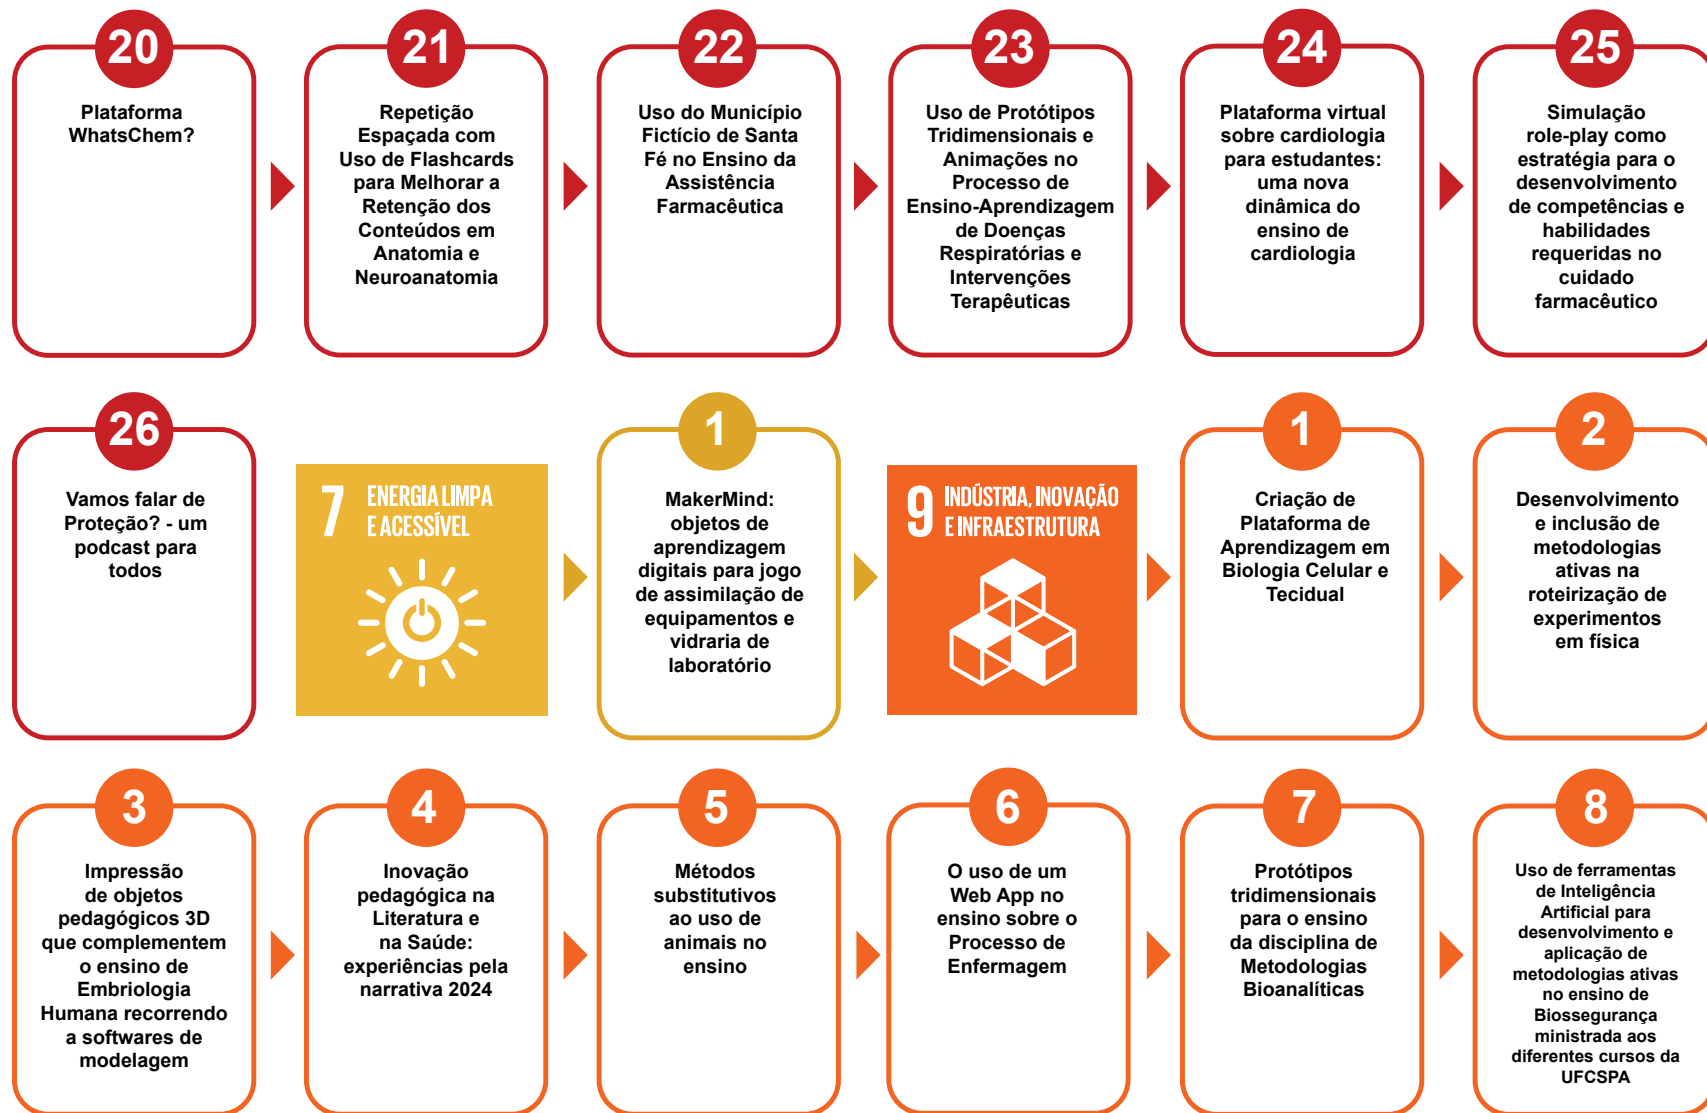 20
Plataforma
WhatsChem?
21
Repetição
Espaçada com
Uso de Flashcards
para Melhorar a
Retenção dos
Conteúdos em
Anatomia e
Neuroanatomia
22
Uso do Município
Fictício de Santa
Fé no Ensino da
Assistência
Farmacêutica
23
Uso de Protótipos
Tridimensionais e
Animações no
Processo de
Ensino-Aprendizagem
de Doenças
Respiratórias e
Intervenções
Terapêuticas
24
Plataforma virtual
sobre cardiologia
para estudantes:
uma nova
dinâmica do
ensino de
cardiologia
25
Simulação
role-play como
estratégia para o
desenvolvimento
de competências e
habilidades
requeridas no
cuidado
farmacêutico
26
Vamos falar de
Proteção? - um
podcast para
todos
7 ENERGIA LIMPA
E ACESSÍVEL
1
MakerMind:
objetos de
aprendizagem
digitais para jogo
de assimilação de
equipamentos e
vidraria de
laboratório
9 INDÚSTRIA, INOVAÇÃO
E INFRAESTRUTURA
1
Criação de
Plataforma de
Aprendizagem em
Biologia Celular e
Tecidual
2
Desenvolvimento
e inclusão de
metodologias
ativas na
roteirização de
experimentos
em física
3
Impressão
de objetos
pedagógicos 3D
que complementem
o ensino de
Embriologia
Humana recorrendo
a softwares de
modelagem
4
Inovação
pedagógica na
Literatura e
na Saúde:
experiências pela
narrativa 2024
5
Métodos
substitutivos
ao uso de
animais no
ensino
6
O uso de um
Web App no
ensino sobre o
Processo de
Enfermagem
7
Protótipos
tridimensionais
para o ensino
da disciplina de
Metodologias
Bioanalíticas
8
Uso de ferramentas
de Inteligência
Artificial para
desenvolvimento e
aplicação de
metodologias ativas
no ensino de
Biossegurança
ministrada aos
diferentes cursos da
UFCSPA